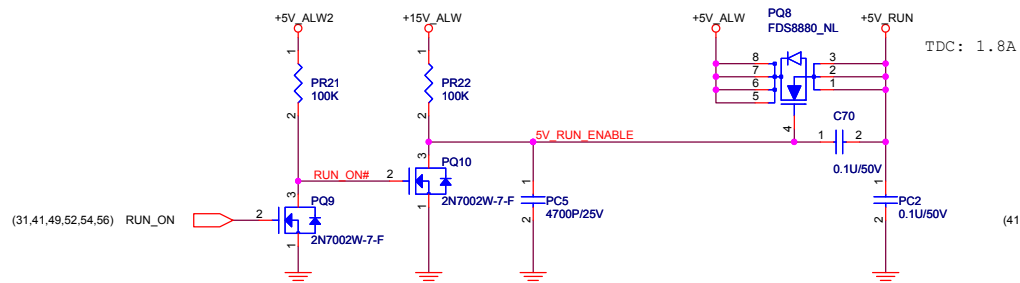 +5V_ALW2
+15V_ALW
+5V_ALW
PQ8
FDS8880_NL
+5V_RUN
TDC: 1.8A
1
PR21
100K
2
1
PR22
100K
2
8
7
6
5
3
2
1
4
C70
1
2
0.1U/50V
5V_RUN_ENABLE
RUN_ON#
2
3
PQ10
2N7002W-7-F
1
1
PC5
4700P/25V
2
1
PC2
0.1U/50V
2
(31,41,49,52,54,56)
RUN_ON
2
3
PQ9
2N7002W-7-F
1
(41